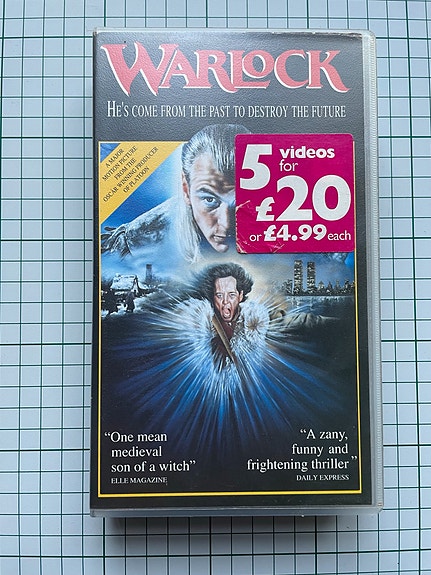 WARLOCK
HE'S COME FROM THE PAST TO DESTROY THE FUTURE
A MAJOR
MOTION PICTURE
FROM THE
OSCAR WINNING PRODUCER
OF PLATOON
5 videos
for
£20
or £4.99 each
"One mean
medieval
son of a witch"
ELLE MAGAZINE
"A zany,
funny and
frightening thriller"
DAILY EXPRESS